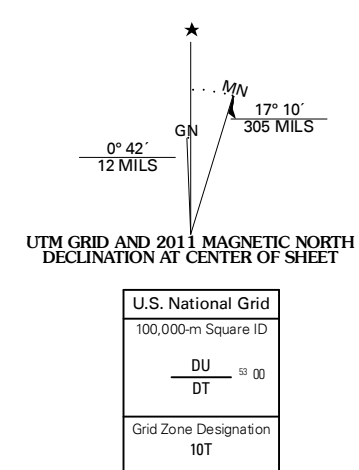 ★
MN
17° 10´
305 MILS
GN
0° 42´
12 MILS
UTM GRID AND 2011 MAGNETIC NORTH
DECLINATION AT CENTER OF SHEET
U.S. National Grid
100,000-m Square ID
DU
53 00
DT
Grid Zone Designation
10T